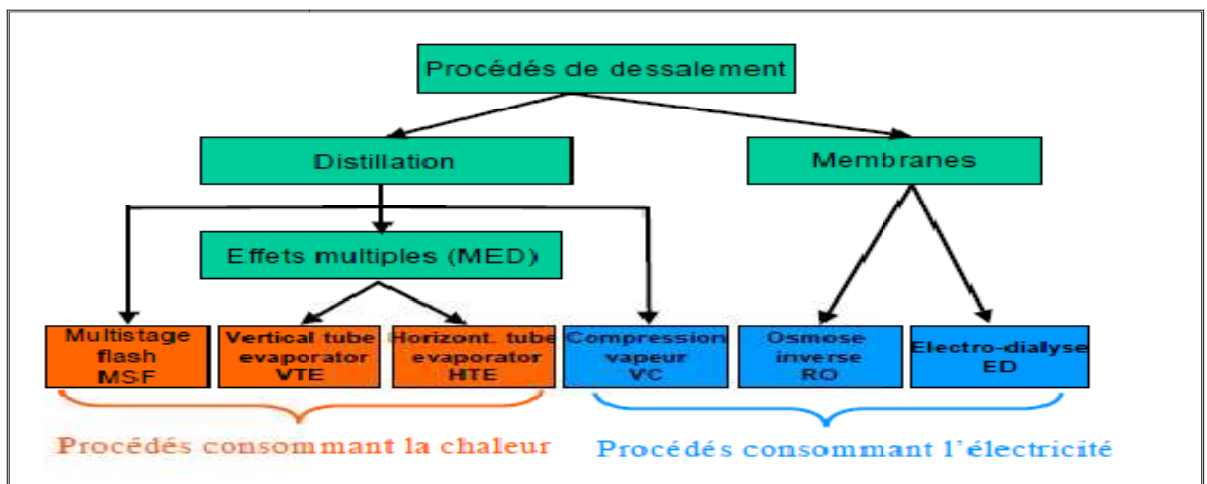 Procédés de dessalement
Distillation
Membranes
Effets multiples (MED)
Multistage
flash
MSF
Vertical tube
evaporator
VTE
Horizont. tube
evaporator
HTE
Compression
vapeur
VC
Osmose
inverse
RO
Electro-dialyse
ED
Procédés consommant la chaleur
Procédés consommant l'électricité